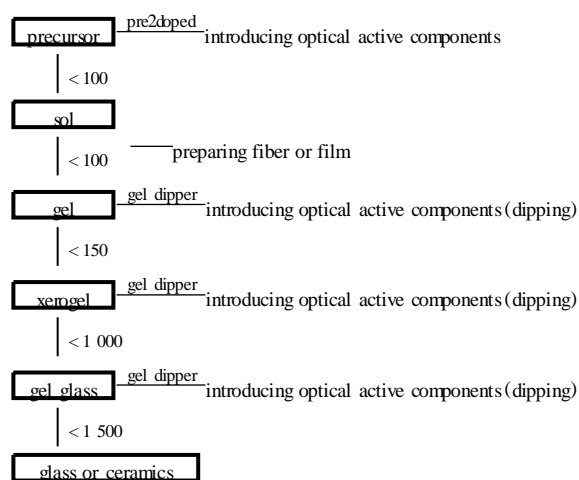 precursor pre2doped introducing optical active components
< 100
sol
< 100 preparing fiber or film
gel gel dipper introducing optical active components (dipping)
< 150
xerogel gel dipper introducing optical active components (dipping)
< 1 000
gel glass gel dipper introducing optical active components (dipping)
< 1 500
glass or ceramics